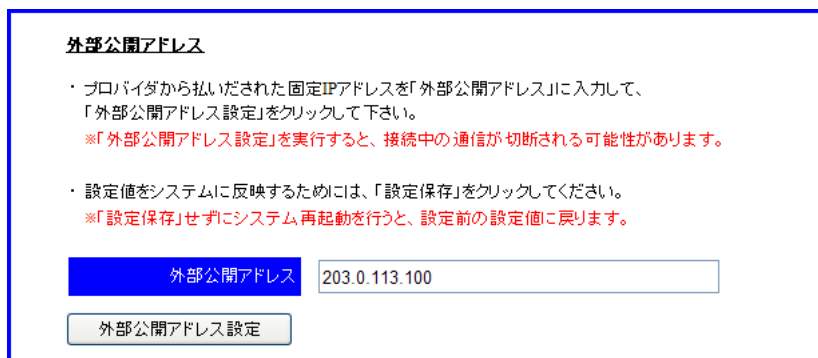 外部公開アドレス
・ プロバイダから払いだされた固定IPアドレスを「外部公開アドレス」に入力して、
「外部公開アドレス設定」をクリックして下さい。
※「外部公開アドレス設定」を実行すると、接続中の通信が切断される可能性があります。
・ 設定値をシステムに反映するためには、「設定保存」をクリックしてください。
※「設定保存」せずにシステム再起動を行うと、設定前の設定値に戻ります。
外部公開アドレス 203.0.113.100
外部公開アドレス設定